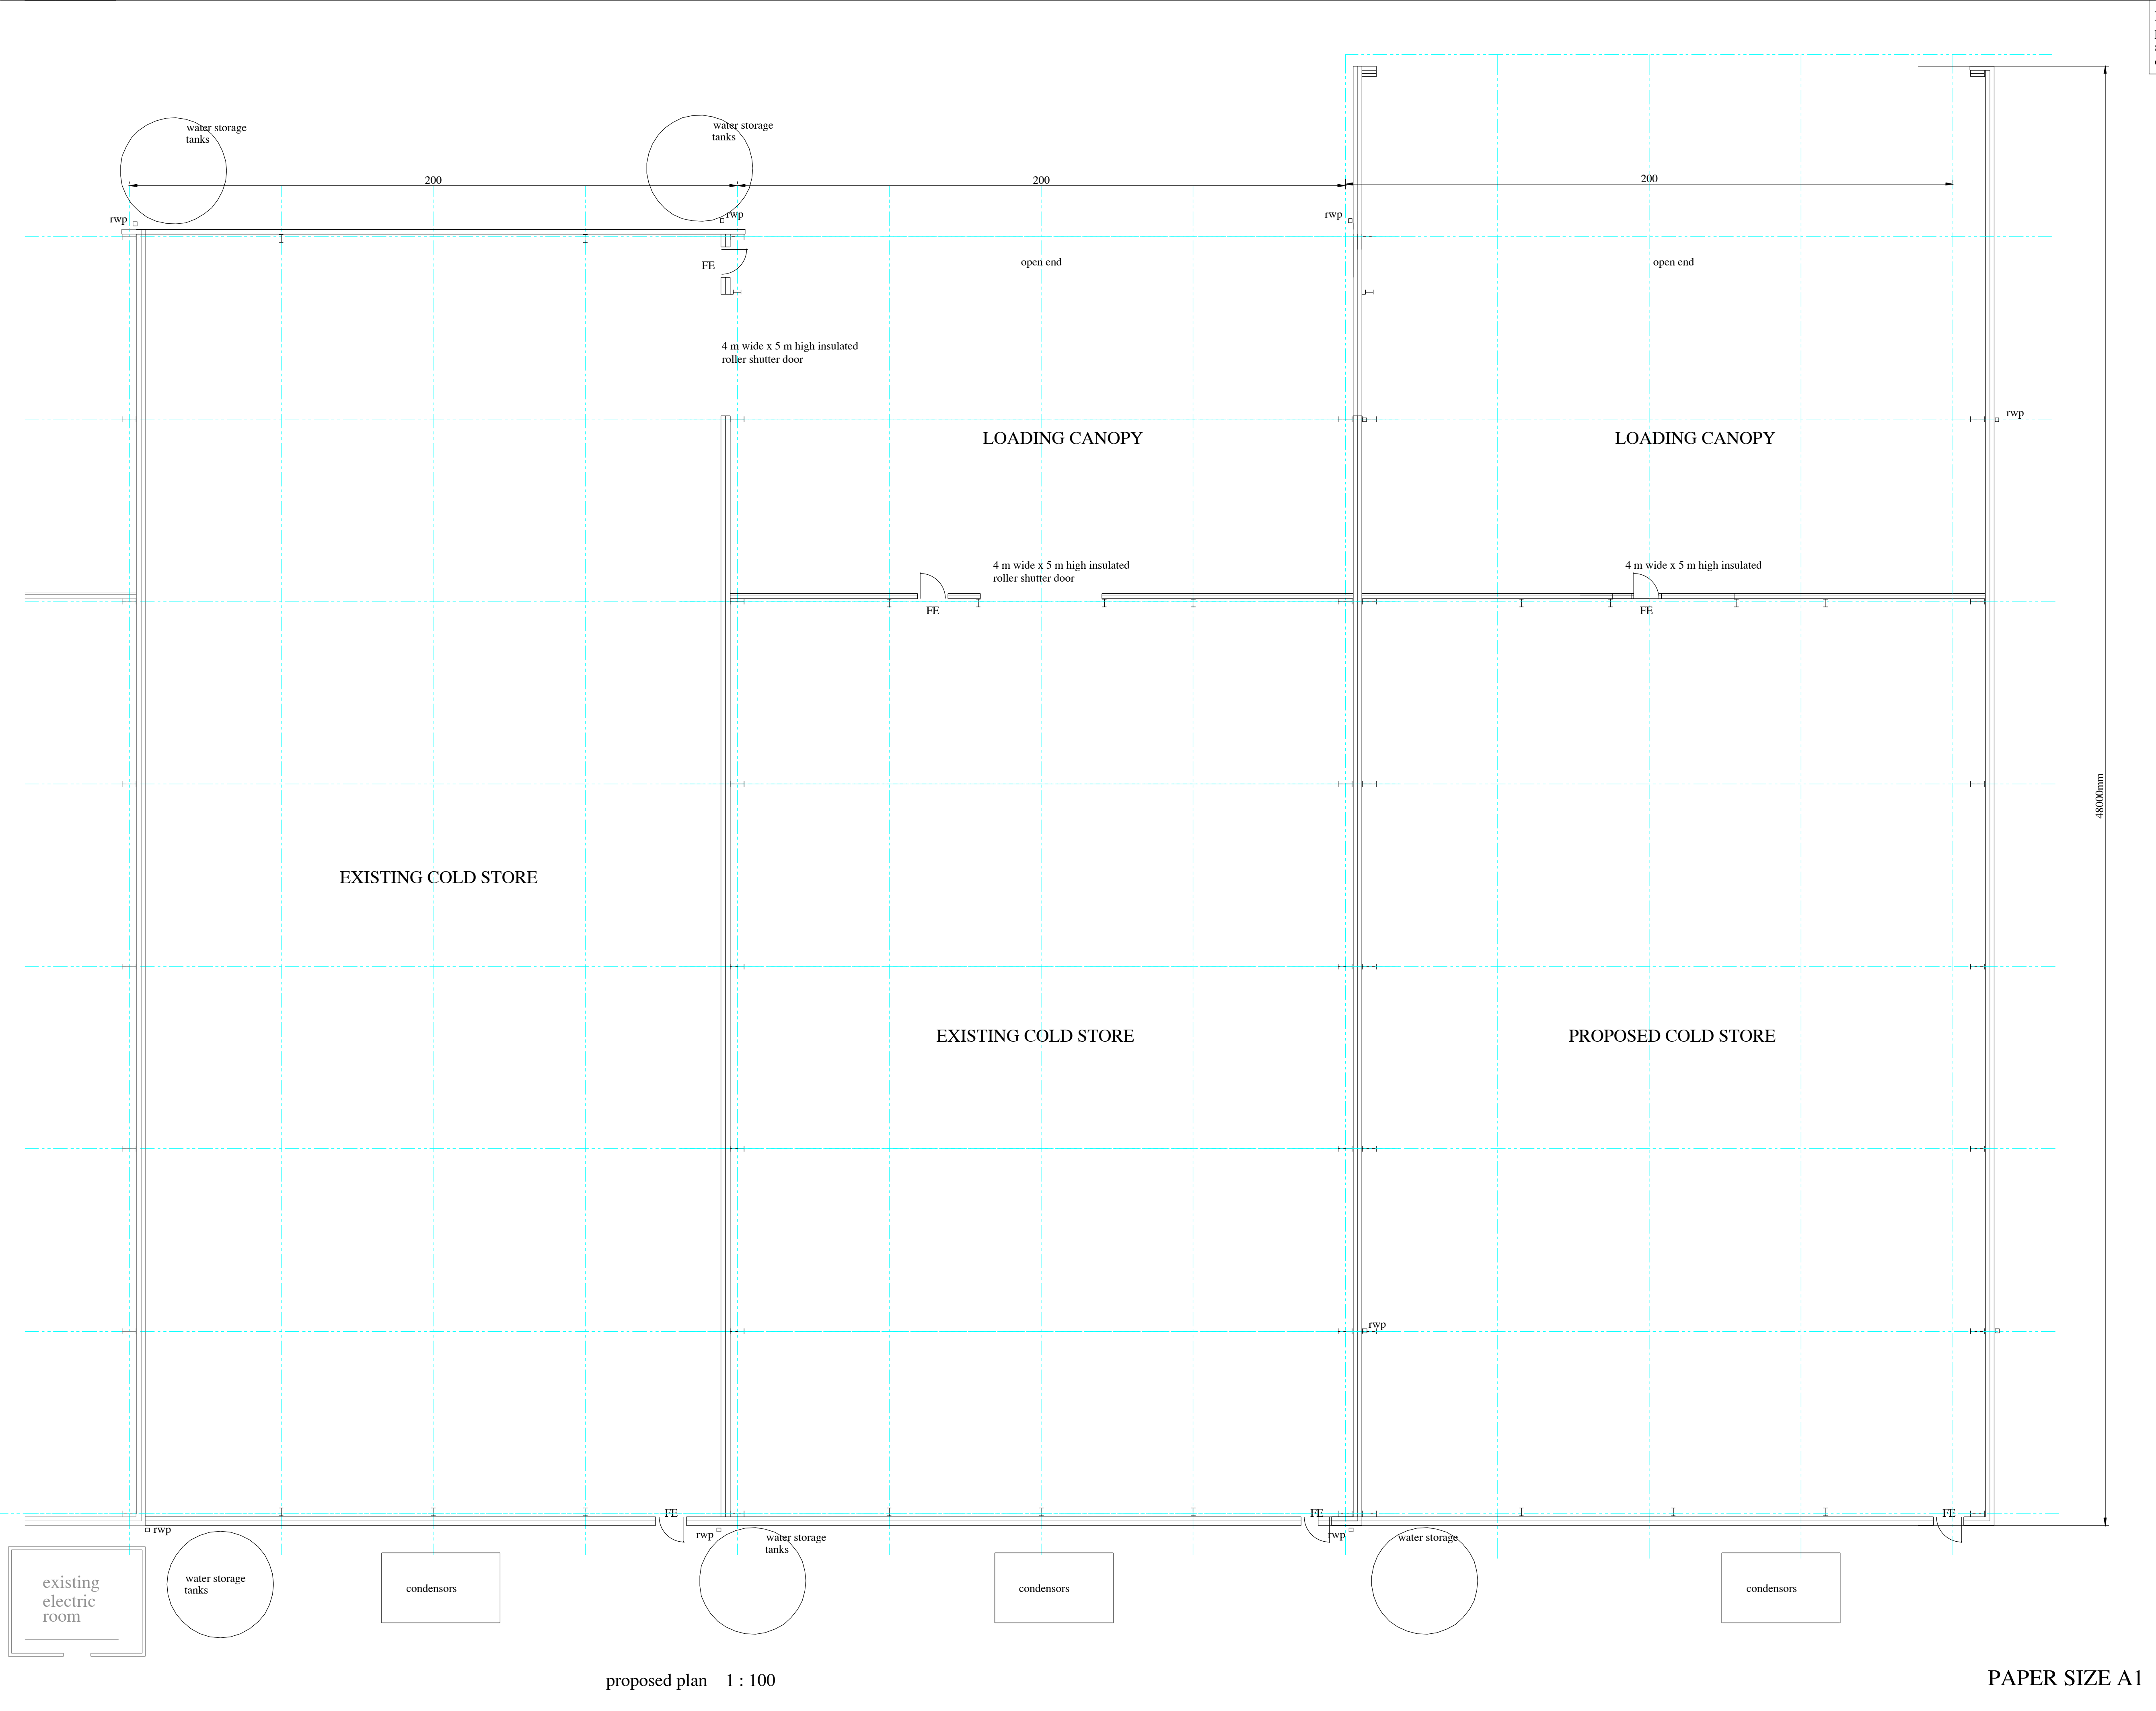 water storage
tanks
water storage
tanks
200
200
200
rwp
rwp
rwp
FE
open end
open end
4 m wide x 5 m high insulated
roller shutter door
rwp
LOADING CANOPY
LOADING CANOPY
4 m wide x 5 m high insulated
roller shutter door
4 m wide x 5 m high insulated
FE
FE
48000mm
EXISTING COLD STORE
EXISTING COLD STORE
PROPOSED COLD STORE
rwp
FE
FE
FE
rwp
rwp
rwp
water storage
tanks
water storage
water storage
tanks
condensors
condensors
condensors
existing
electric
room
proposed plan 1 : 100
PAPER SIZE A1